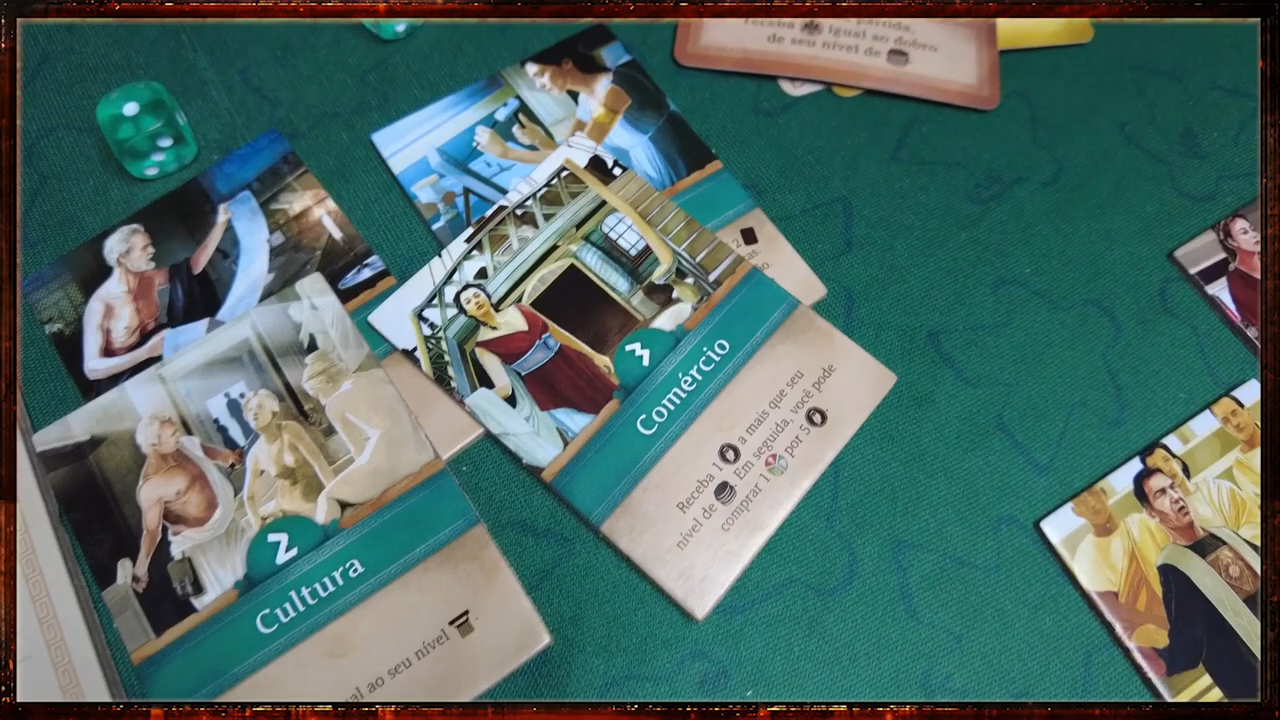 receba igual ao dobro
de seu nível de
2
3
Comércio
Receba 1 a mais que seu
nível de . Em seguida, você pode
comprar 1 por 5 .
2
Cultura
ao seu nível .